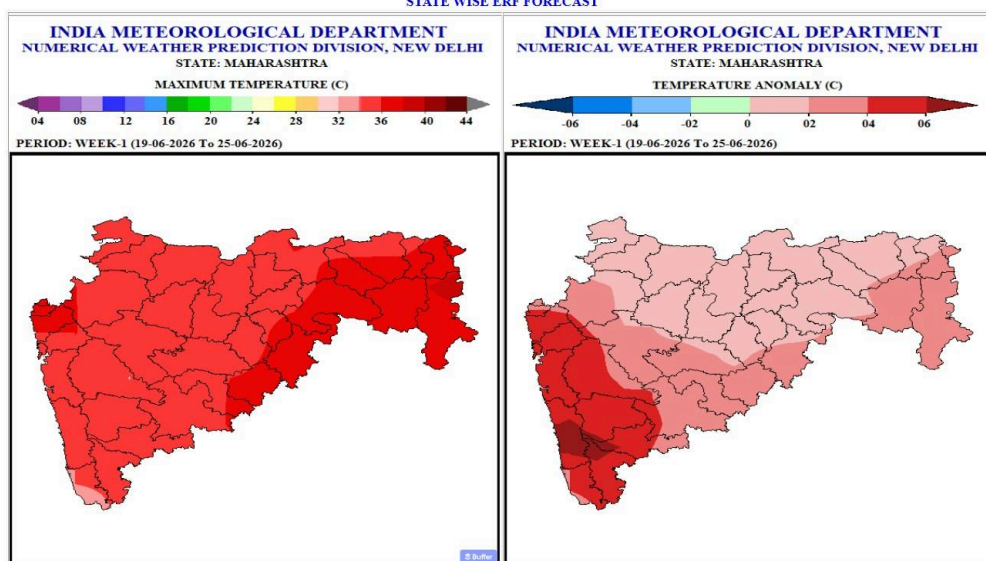 STATE WISE ERF FORECAST
INDIA METEOROLOGICAL DEPARTMENT
NUMERICAL WEATHER PREDICTION DIVISION, NEW DELHI
STATE: MAHARASHTRA
MAXIMUM TEMPERATURE (C)
04 08 12 16 20 24 28 32 36 40 44
PERIOD: WEEK-1 (19-06-2026 To 25-06-2026)
Buffer
INDIA METEOROLOGICAL DEPARTMENT
NUMERICAL WEATHER PREDICTION DIVISION, NEW DELHI
STATE: MAHARASHTRA
TEMPERATURE ANOMALY (C)
-06 -04 -02 0 02 04 06
PERIOD: WEEK-1 (19-06-2026 To 25-06-2026)